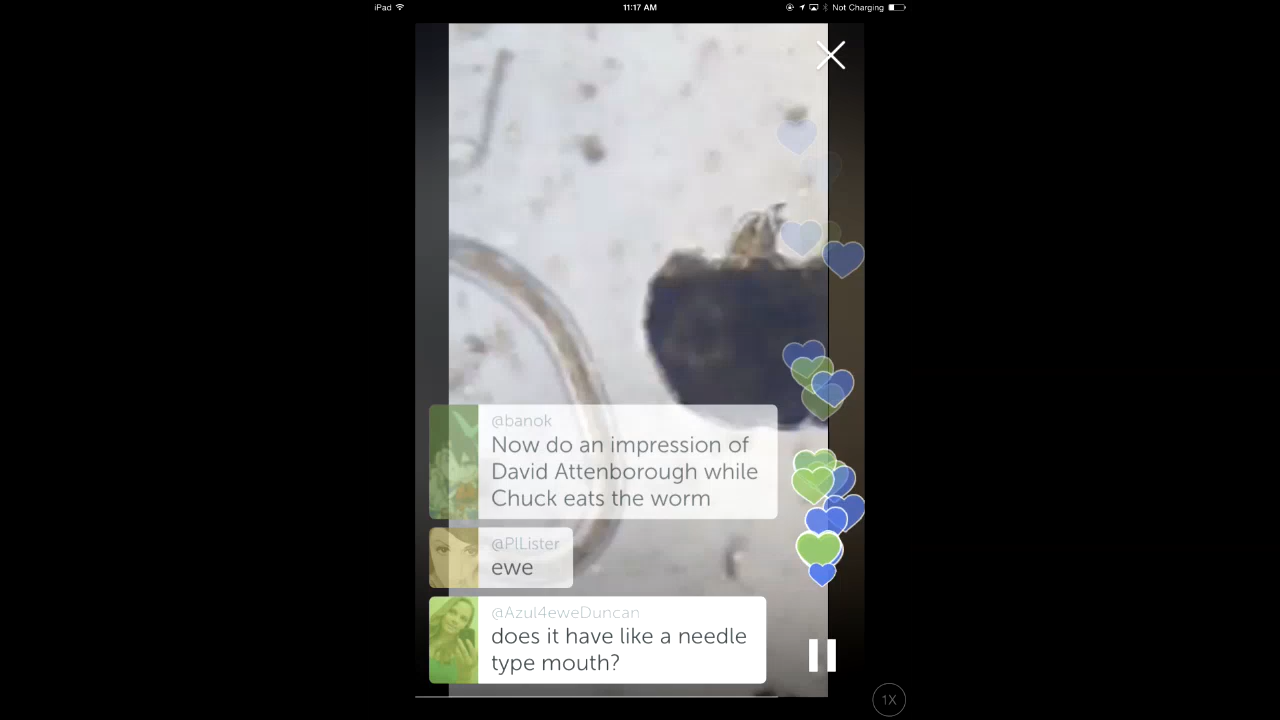 iPad
11:17 AM
Not Charging
@banok
Now do an impression of
David Attenborough while
Chuck eats the worm
@PlLister
ewe
@Azul4eweDuncan
does it have like a needle
type mouth?
1X